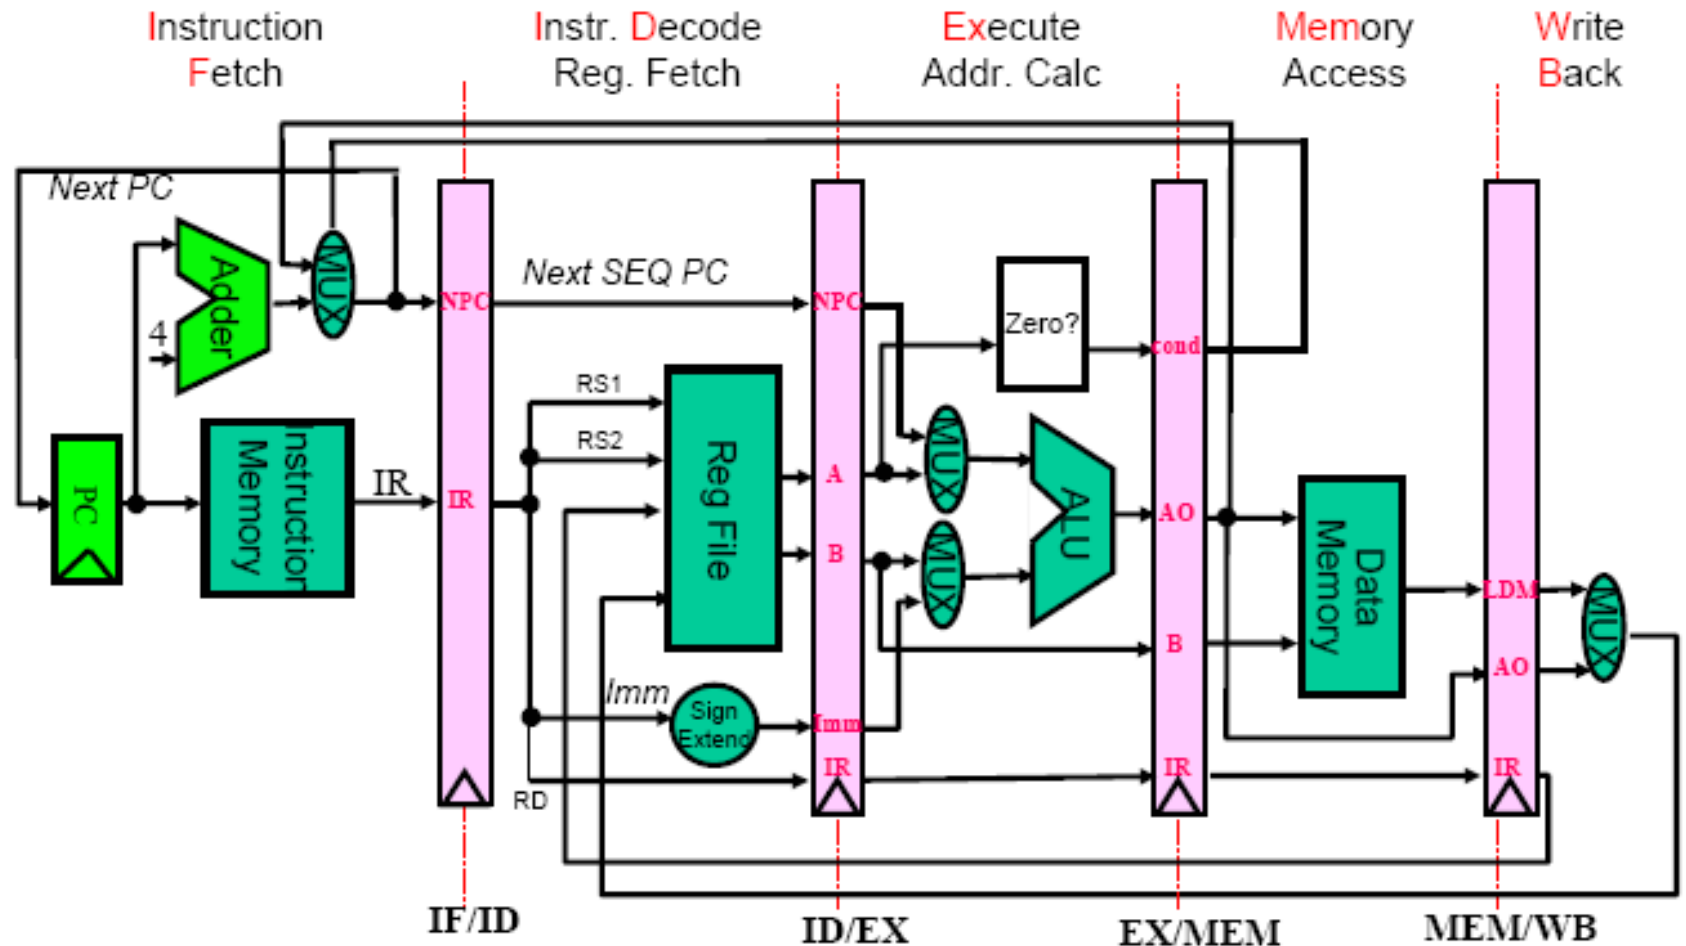 Instruction
Fetch
Instr. Decode
Reg. Fetch
Execute
Addr. Calc
Memory
Access
Write
Back
Next PC
Adder
MUX
4
NPC
Next SEQ PC
NPC
Zero?
cond
PC
Instruction
Memory
IR
IR
RS1
RS2
Reg File
A
B
MUX
MUX
ALU
AO
B
Data
Memory
LDM
AO
MUX
Imm
Sign
Extend
Imm
RD
IR
IR
IR
IF/ID
ID/EX
EX/MEM
MEM/WB